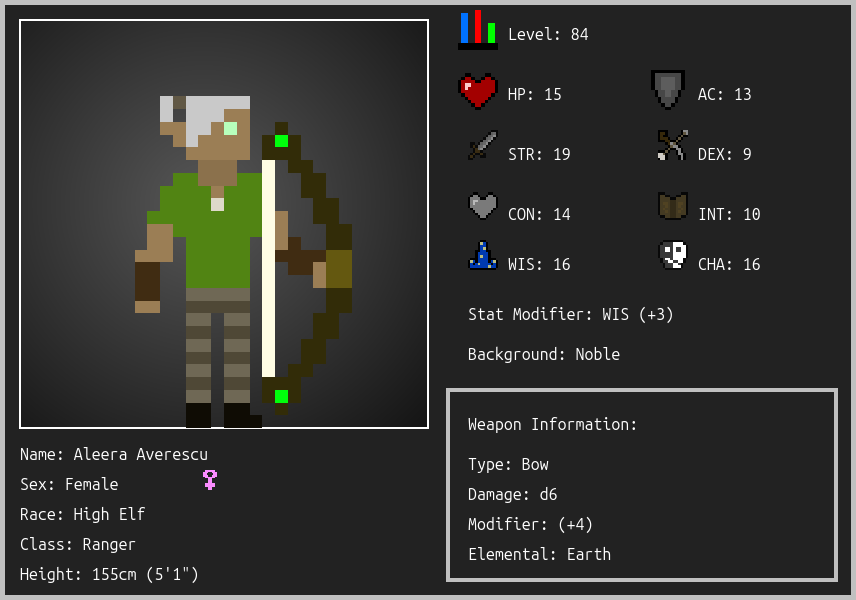 Level: 84
HP: 15
AC: 13
STR: 19
DEX: 9
CON: 14
INT: 10
WIS: 16
CHA: 16
Stat Modifier: WIS (+3)
Background: Noble
Weapon Information:
Type: Bow
Damage: d6
Modifier: (+4)
Elemental: Earth
Name: Aleera Averescu
Sex: Female
Race: High Elf
Class: Ranger
Height: 155cm (5'1")